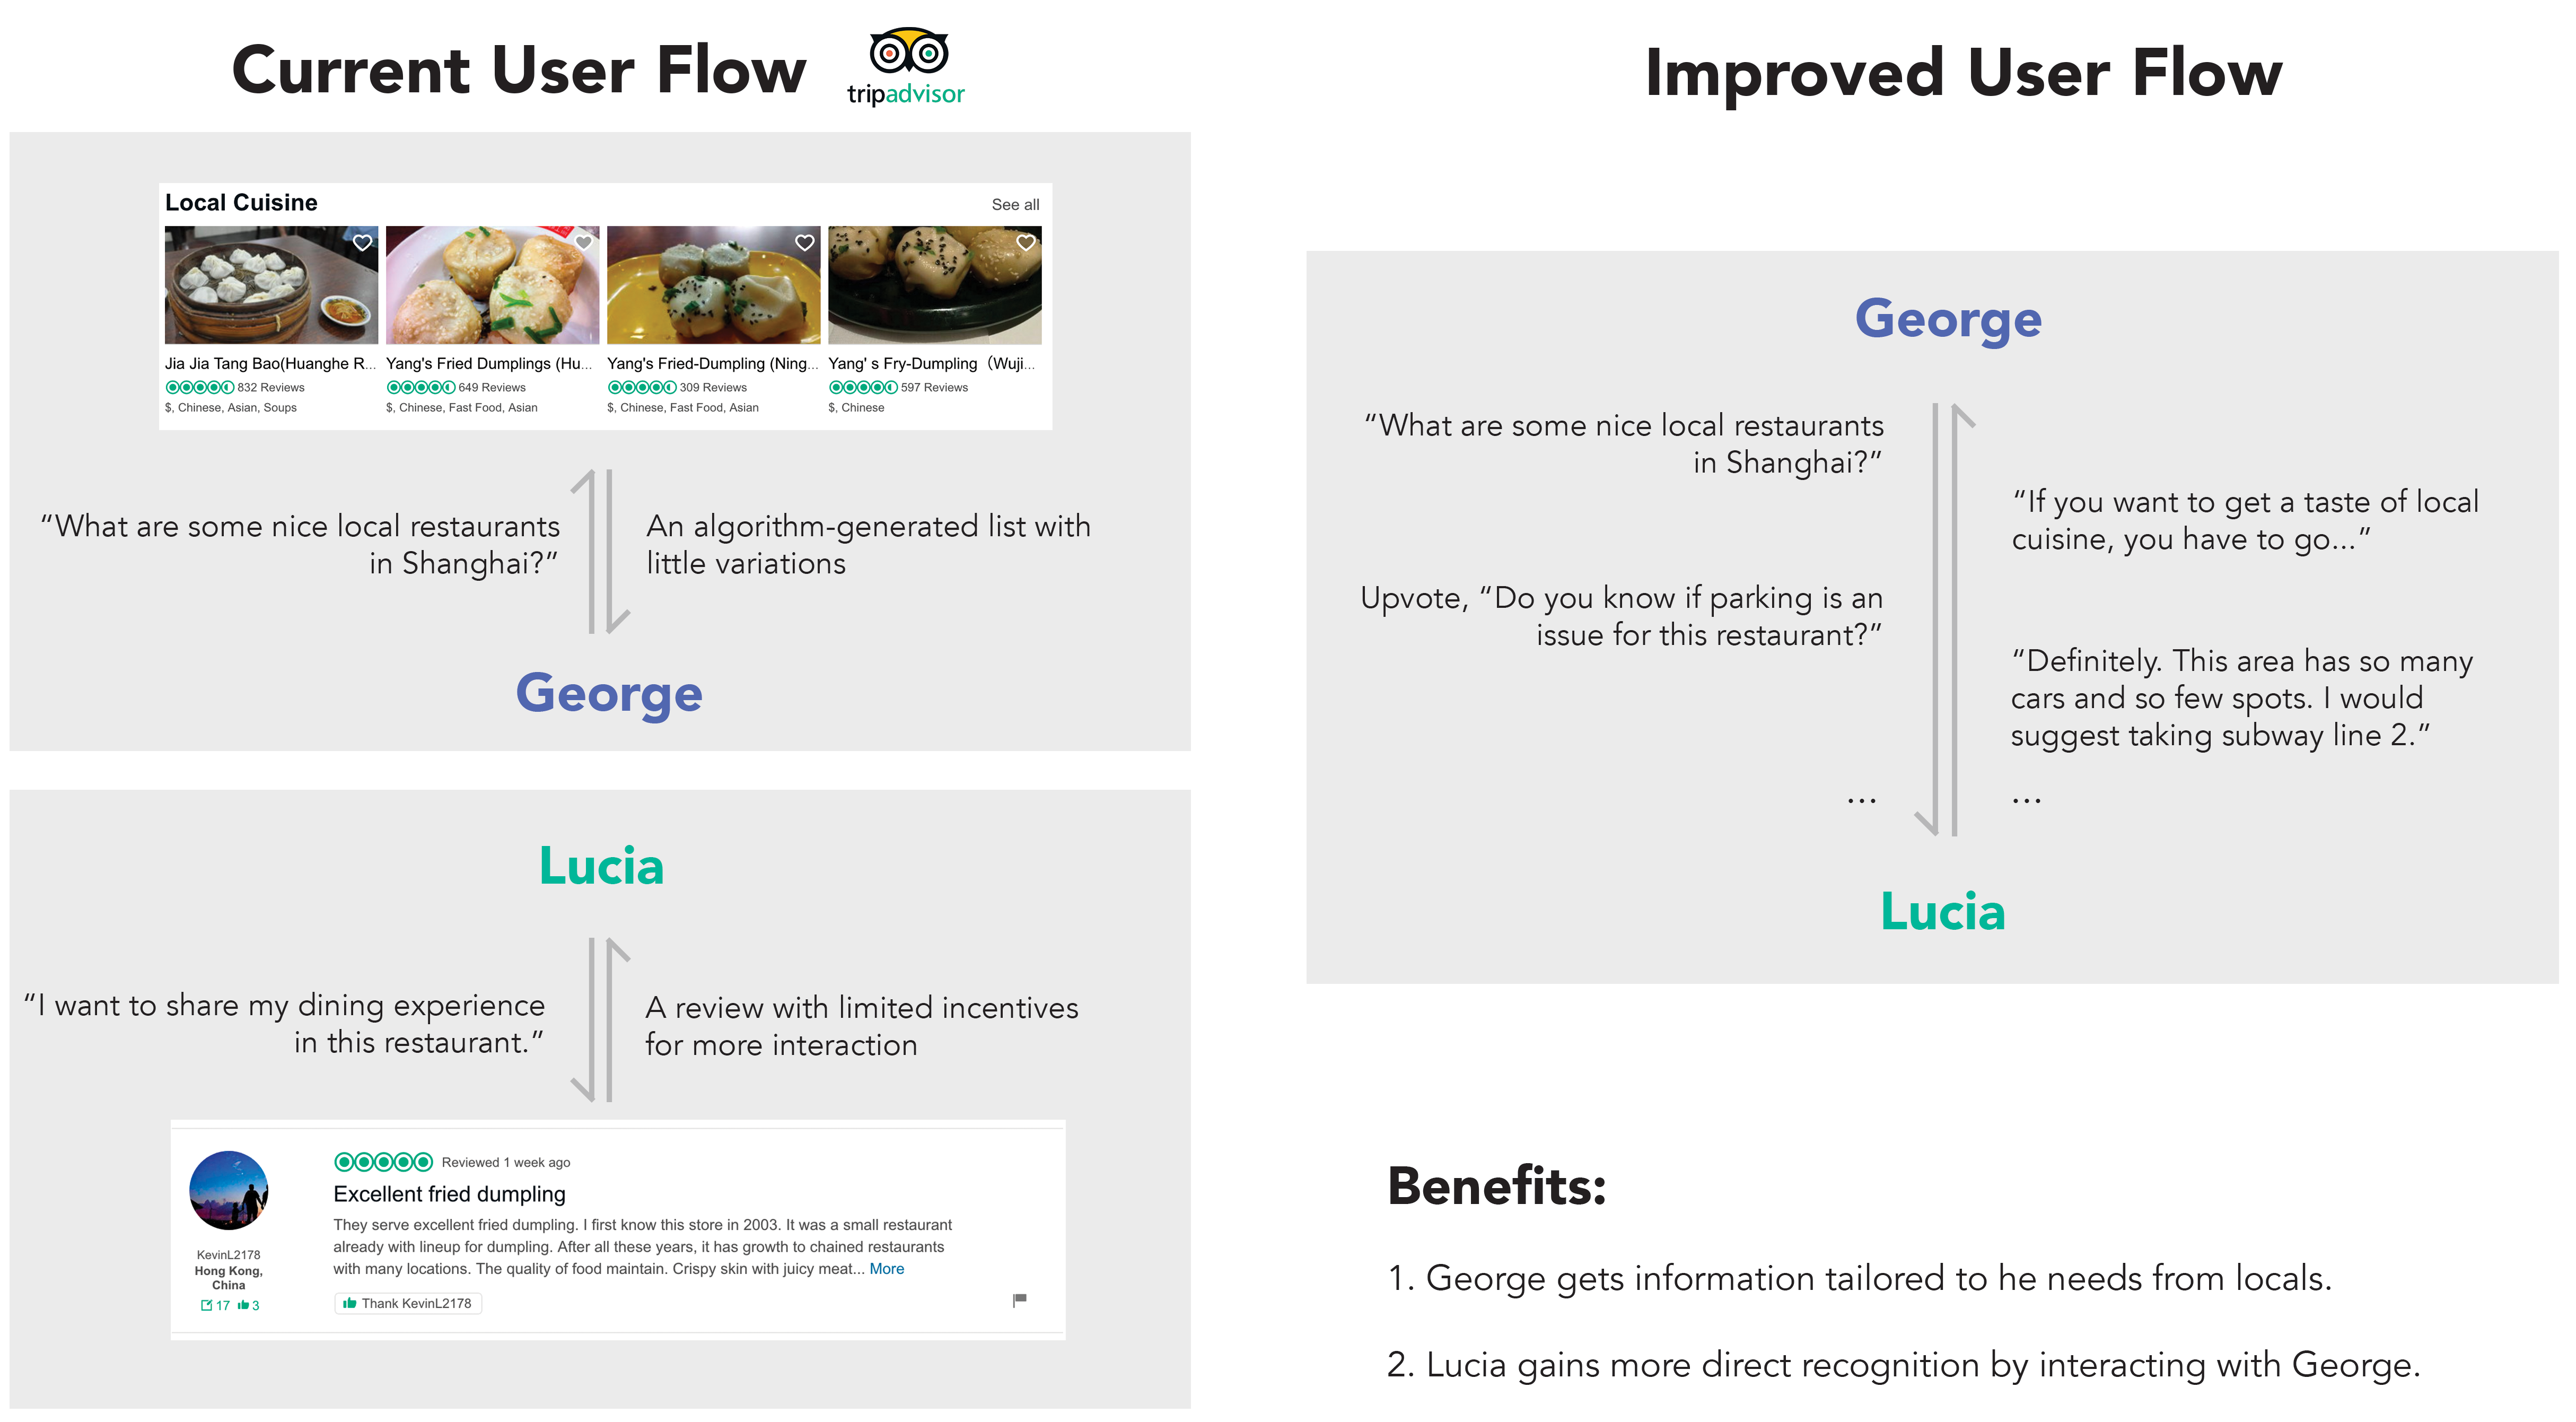 Current User Flow
tripadvisor
Local Cuisine
See all
Jia Jia Tang Bao(Huanghe R...
832 Reviews
$, Chinese, Asian, Soups
Yang's Fried Dumplings (Hu...
649 Reviews
$, Chinese, Fast Food, Asian
Yang's Fried-Dumpling (Ning...
309 Reviews
$, Chinese, Fast Food, Asian
Yang' s Fry-Dumpling（Wuji...
597 Reviews
$, Chinese
“What are some nice local restaurants
in Shanghai?”
An algorithm-generated list with
little variations
George
Lucia
“I want to share my dining experience
in this restaurant.”
A review with limited incentives
for more interaction
KevinL2178
Hong Kong,
China
17 3
Reviewed 1 week ago
Excellent fried dumpling
They serve excellent fried dumpling. I first know this store in 2003. It was a small restaurant
already with lineup for dumpling. After all these years, it has growth to chained restaurants
with many locations. The quality of food maintain. Crispy skin with juicy meat... More
Thank KevinL2178
Improved User Flow
George
“What are some nice local restaurants
in Shanghai?”
“If you want to get a taste of local
cuisine, you have to go...”
Upvote, “Do you know if parking is an
issue for this restaurant?”
“Definitely. This area has so many
cars and so few spots. I would
suggest taking subway line 2.”
...
...
Lucia
Benefits:
1. George gets information tailored to he needs from locals.
2. Lucia gains more direct recognition by interacting with George.